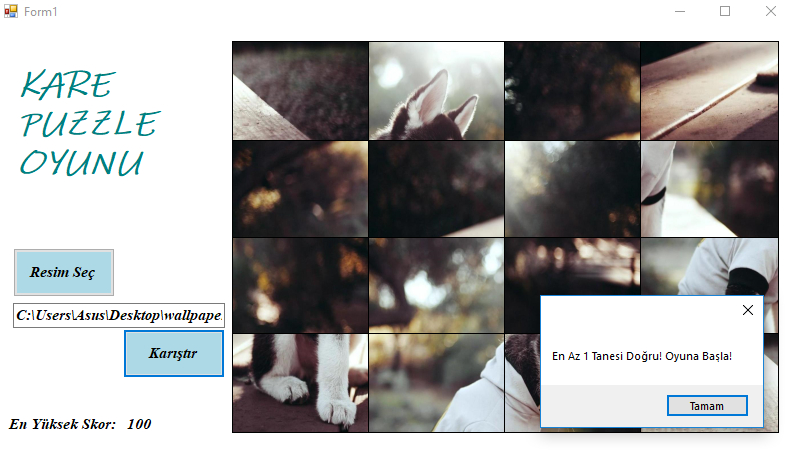 Form1
KARE
PUZZLE
OYUNU
Resim Seç
C:\Users\Asus\Desktop\wallpape
Karıştır
En Yüksek Skor: 100
En Az 1 Tanesi Doğru! Oyuna Başla!
Tamam